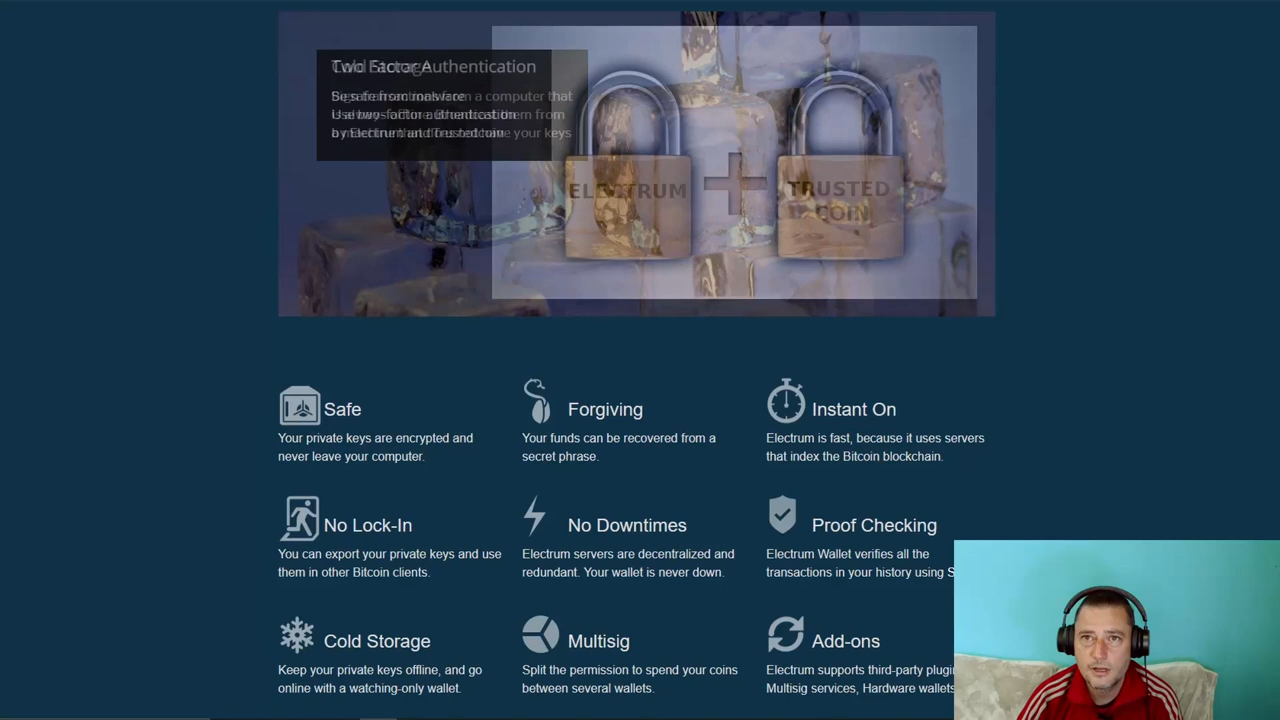 Two Factor Authentication
ELECTRUM
TRUSTED
COIN
Safe
Your private keys are encrypted and
never leave your computer.
Forgiving
Your funds can be recovered from a
secret phrase.
Instant On
Electrum is fast, because it uses servers
that index the Bitcoin blockchain.
No Lock-In
You can export your private keys and use
them in other Bitcoin clients.
No Downtimes
Electrum servers are decentralized and
redundant. Your wallet is never down.
Proof Checking
Electrum Wallet verifies all the
transactions in your history using
Cold Storage
Keep your private keys offline, and go
online with a watching-only wallet.
Multisig
Split the permission to spend your coins
between several wallets.
Add-ons
Electrum supports third-party
Multisig services, Hardware wallets